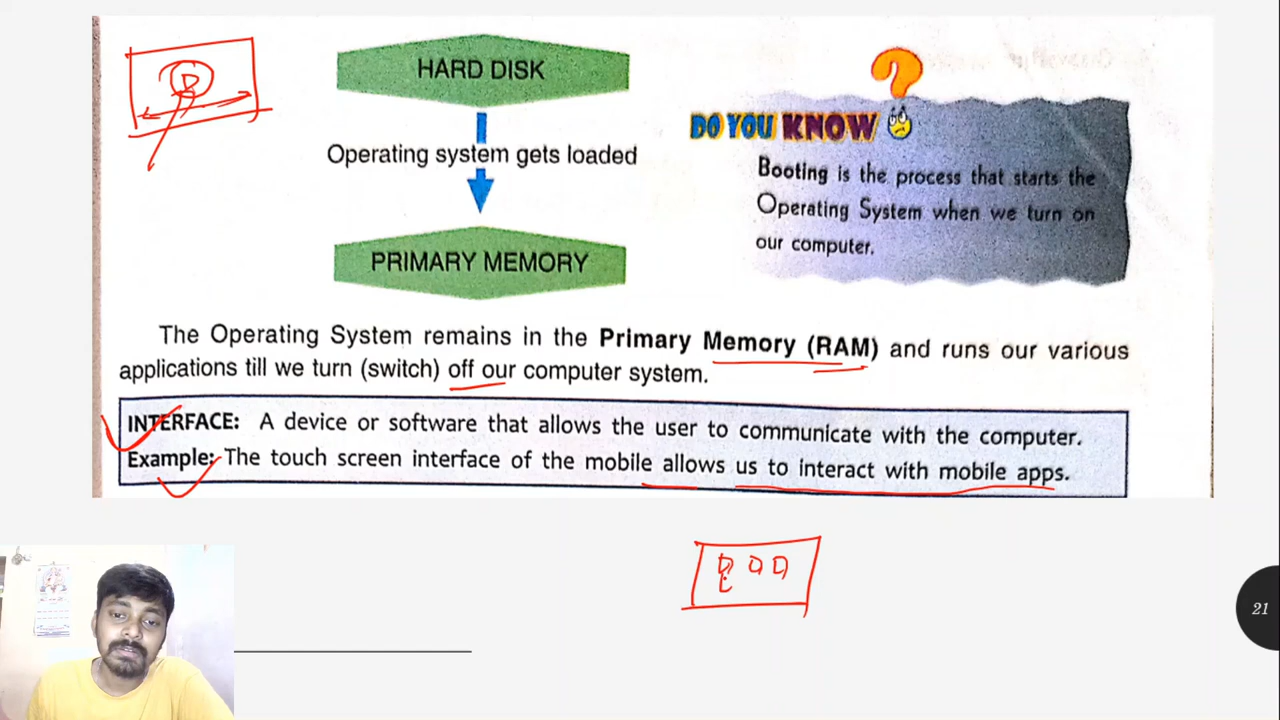 HARD DISK
Operating system gets loaded
PRIMARY MEMORY
DO YOU KNOW ?
Booting is the process that starts the
Operating System when we turn on
our computer.
The Operating System remains in the Primary Memory (RAM) and runs our various
applications till we turn (switch) off our computer system.
INTERFACE: A device or software that allows the user to communicate with the computer.
Example: The touch screen interface of the mobile allows us to interact with mobile apps.
21